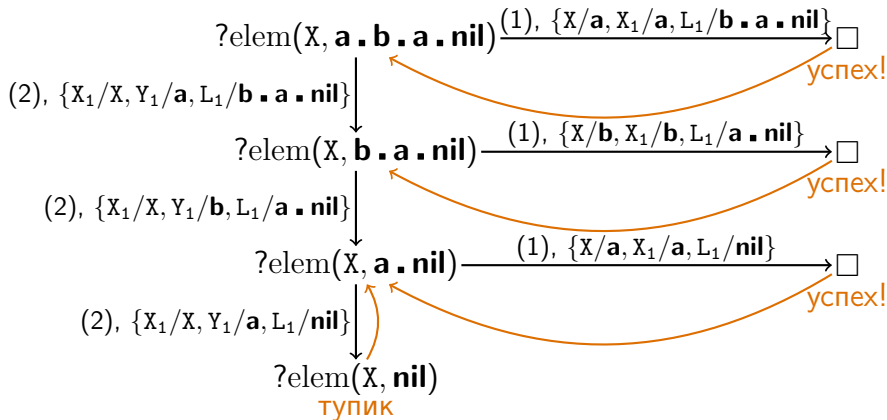 ?elem(X, a.b.a.nil) (1), {X/a, X₁/a, L₁/b.a.nil} □
успех!
(2), {X₁/X, Y₁/a, L₁/b.a.nil}
?elem(X, b.a.nil) (1), {X/b, X₁/b, L₁/a.nil} □
успех!
(2), {X₁/X, Y₁/b, L₁/a.nil}
?elem(X, a.nil) (1), {X/a, X₁/a, L₁/nil} □
успех!
(2), {X₁/X, Y₁/a, L₁/nil}
?elem(X, nil)
тупик